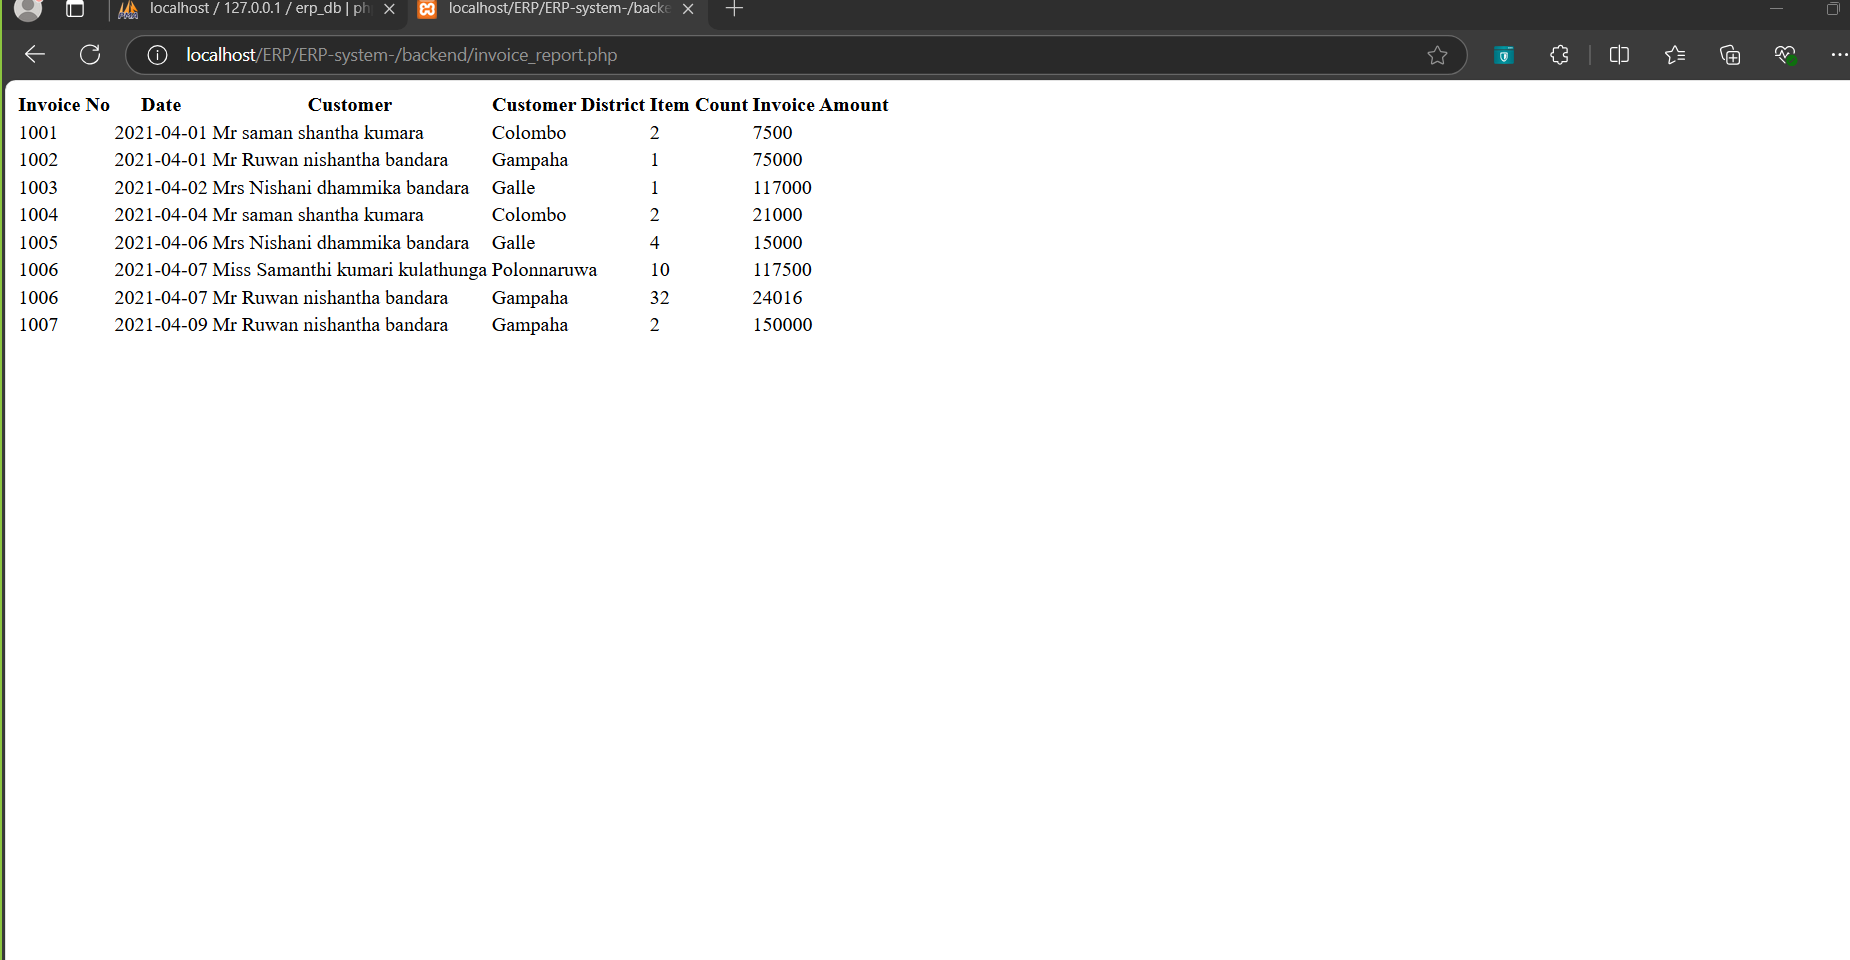 localhost / 127.0.0.1 / erp_db | ph
localhost/ERP/ERP-system-/backe
localhost/ERP/ERP-system-/backend/invoice_report.php
Invoice No Date Customer Customer District Item Count Invoice Amount
1001 2021-04-01 Mr saman shantha kumara Colombo 2 7500
1002 2021-04-01 Mr Ruwan nishantha bandara Gampaha 1 75000
1003 2021-04-02 Mrs Nishani dhammika bandara Galle 1 117000
1004 2021-04-04 Mr saman shantha kumara Colombo 2 21000
1005 2021-04-06 Mrs Nishani dhammika bandara Galle 4 15000
1006 2021-04-07 Miss Samanthi kumari kulathunga Polonnaruwa 10 117500
1006 2021-04-07 Mr Ruwan nishantha bandara Gampaha 32 24016
1007 2021-04-09 Mr Ruwan nishantha bandara Gampaha 2 150000